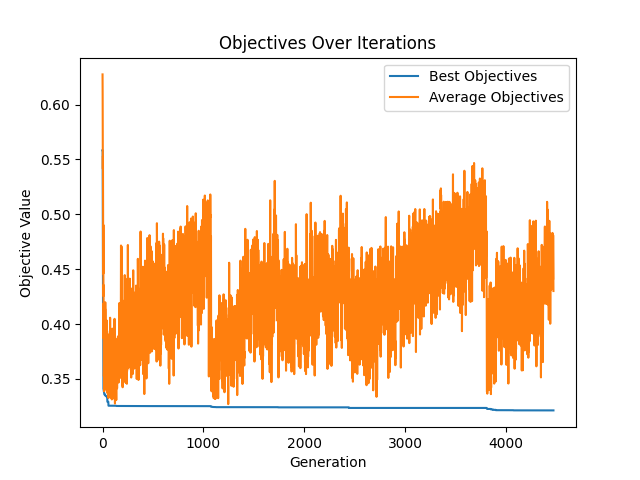 Objectives Over Iterations
Best Objectives
Average Objectives
0.60
0.55
0.50
0.45
0.40
0.35
Objective Value
0
1000
2000
3000
4000
Generation